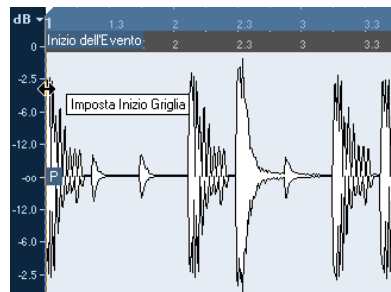 dB 1 1.3 2 2.3 3 3.3
Inizio dell'Evento 2 2.3 3 3.3
0
-2.5
Imposta Inizio Griglia
-6.0
-12.0
-oo P
-12.0
-6.0
-2.5